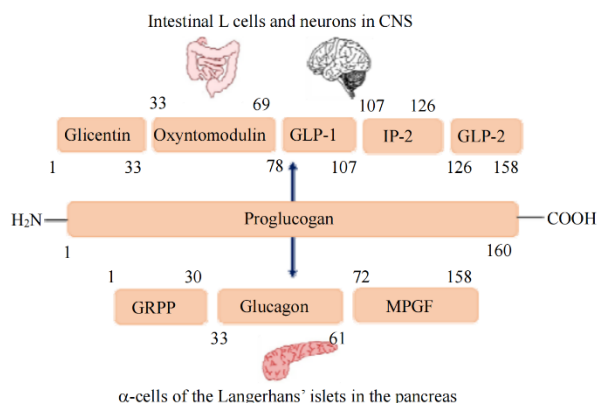 Intestinal L cells and neurons in CNS
33 69 107 126
Glicentin Oxyntomodulin GLP-1 IP-2 GLP-2
1 33 78 107 126 158
H₂N Proglucogan COOH
1 160
1 30 72 158
GRPP Glucagon MPGF
33 61
α-cells of the Langerhans’ islets in the pancreas